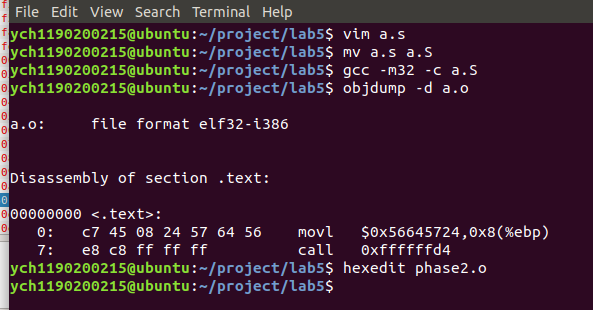 File Edit View Search Terminal Help
ych1190200215@ubuntu:~/project/lab5$ vim a.s
ych1190200215@ubuntu:~/project/lab5$ mv a.s a.S
ych1190200215@ubuntu:~/project/lab5$ gcc -m32 -c a.S
ych1190200215@ubuntu:~/project/lab5$ objdump -d a.o
a.o:     file format elf32-i386
Disassembly of section .text:
00000000 <.text>:
   0:   c7 45 08 24 57 64 56    movl   $0x56645724,0x8(%ebp)
   7:   e8 c8 ff ff ff          call   0xffffffd4
ych1190200215@ubuntu:~/project/lab5$ hexedit phase2.o
ych1190200215@ubuntu:~/project/lab5$